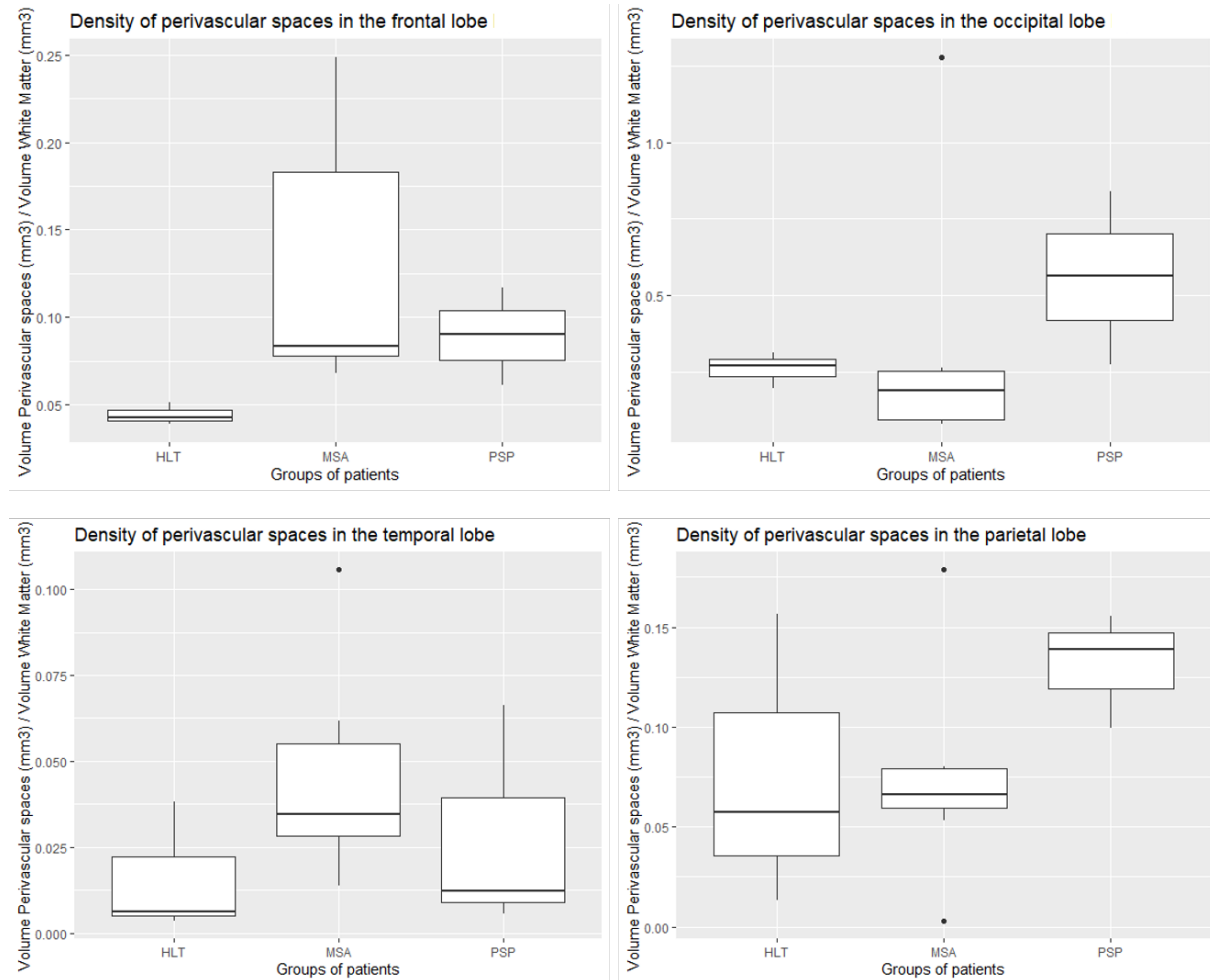 Density of perivascular spaces in the frontal lobe
Volume Perivascular spaces (mm3) / Volume White Matter (mm3)
0.25
0.20
0.15
0.10
0.05
HLT MSA PSP
Groups of patients
Density of perivascular spaces in the occipital lobe
Volume Perivascular spaces (mm3) / Volume White Matter (mm3)
1.0
0.5
HLT MSA PSP
Groups of patients
Density of perivascular spaces in the temporal lobe
Volume Perivascular spaces (mm3) / Volume White Matter (mm3)
0.100
0.075
0.050
0.025
0.000
HLT MSA PSP
Groups of patients
Density of perivascular spaces in the parietal lobe
Volume Perivascular spaces (mm3) / Volume White Matter (mm3)
0.15
0.10
0.05
0.00
HLT MSA PSP
Groups of patients